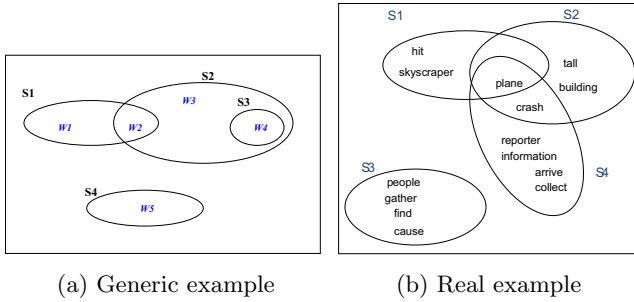 S1
S2
W3
S3
W1
W2
W4
S4
W5
(a) Generic example
S1
S2
hit
skyscraper
plane
tall
building
crash
reporter
information
arrive
collect
S4
S3
people
gather
find
cause
(b) Real example